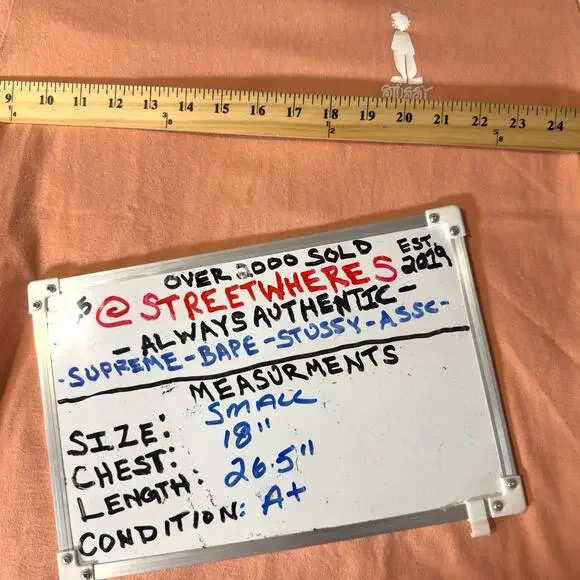 STÜSSY
9 10 11 12 13 14 15 16 17 18 19 20 21 22 23 24
OVER 2000 SOLD
EST. 2019
@STREETWHERES
-ALWAYS AUTHENTIC-
-SUPREME-BAPE-STUSSY-ASSC-
MEASURMENTS
SIZE: SMALL
CHEST: 18"
LENGTH: 26.5"
CONDITION: A+